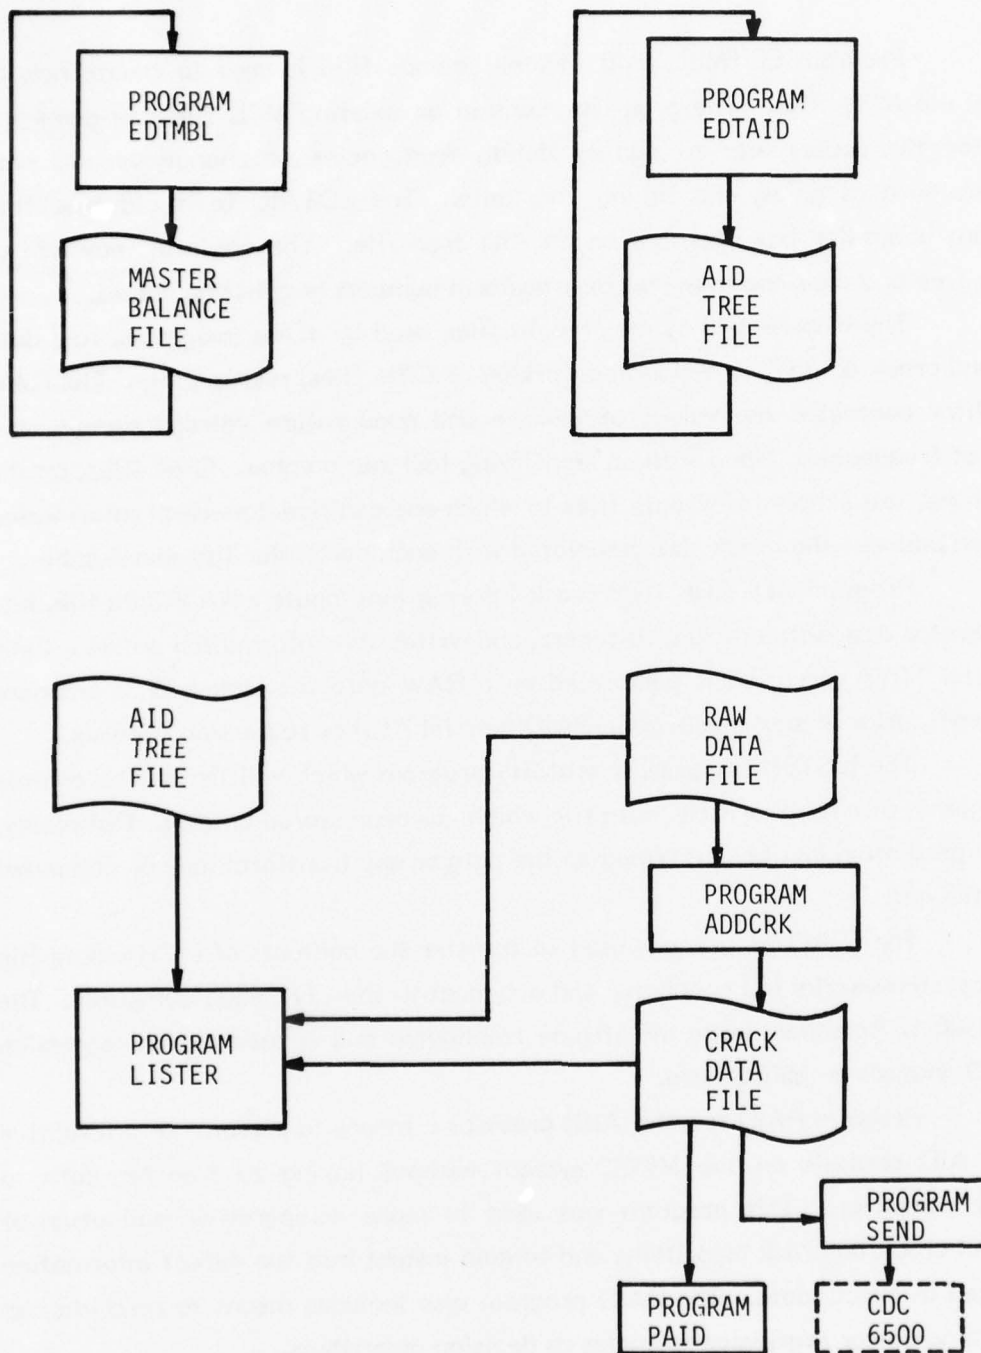 PROGRAM
EDTMBL
PROGRAM
EDTAID
MASTER
BALANCE
FILE
AID
TREE
FILE
AID
TREE
FILE
RAW
DATA
FILE
PROGRAM
ADDCRK
PROGRAM
LISTER
CRACK
DATA
FILE
PROGRAM
SEND
PROGRAM
PAID
CDC
6500